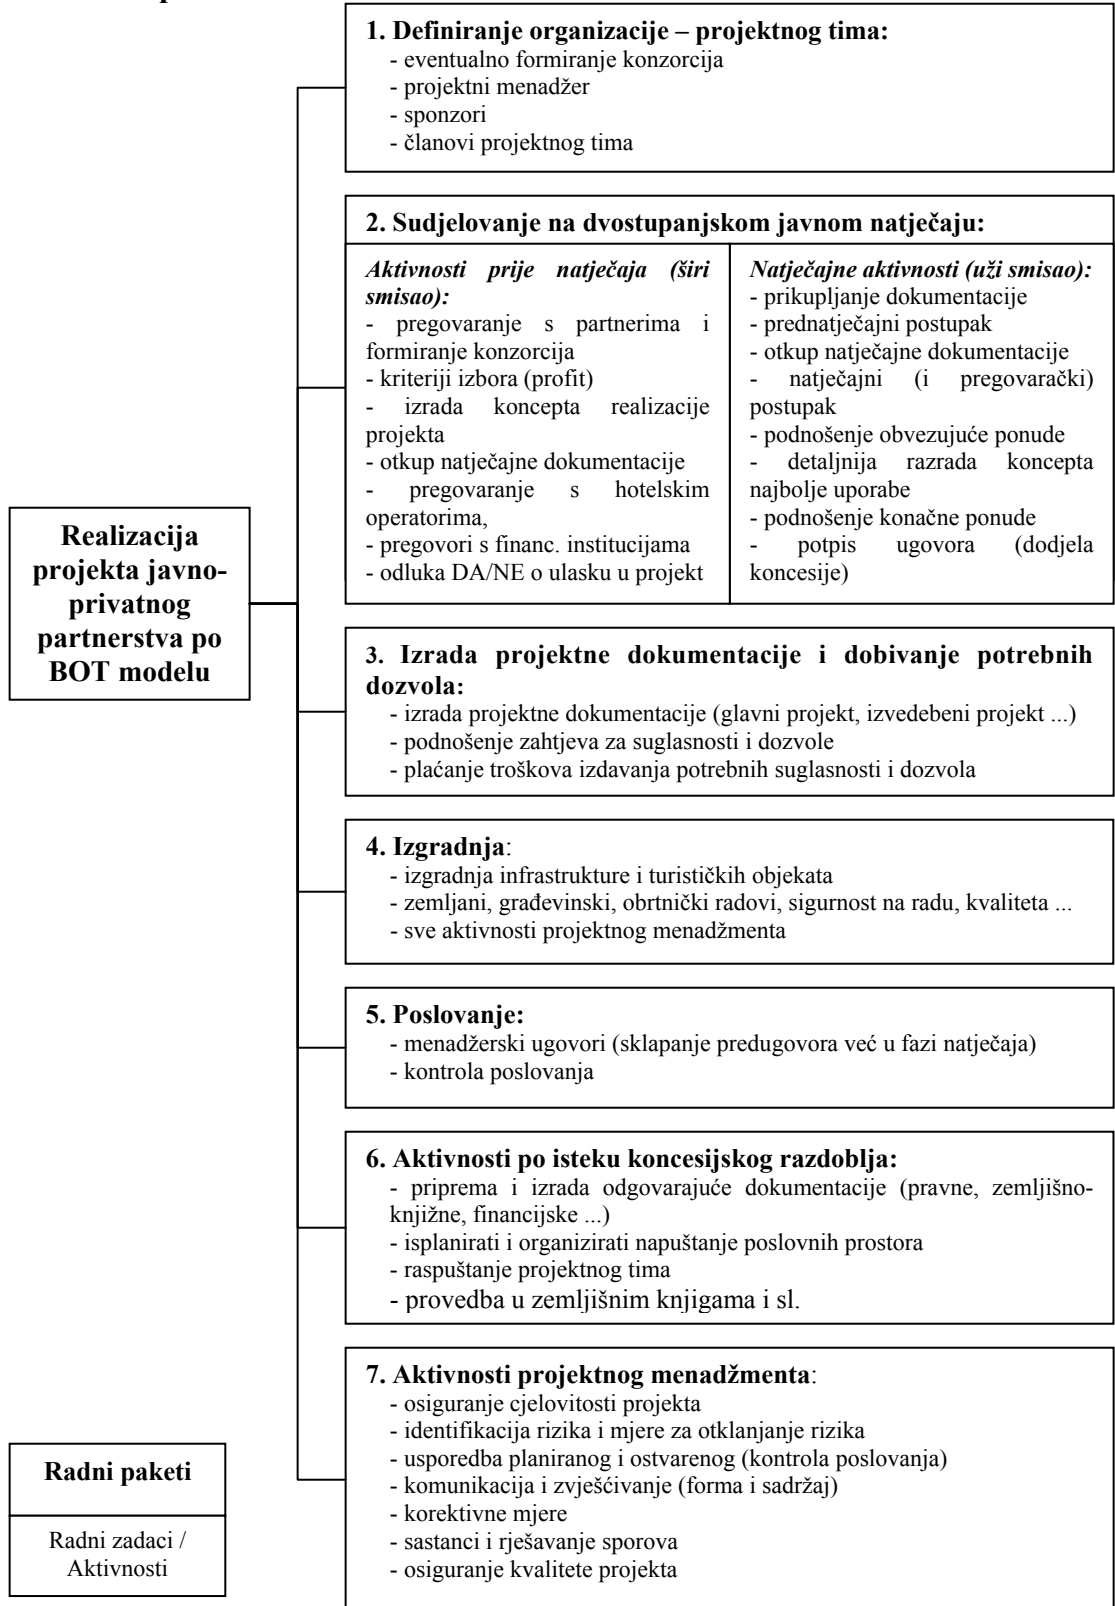 1. Definiranje organizacije – projektnog tima:
- eventualno formiranje konzorcija
- projektni menadžer
- sponzori
- članovi projektnog tima
2. Sudjelovanje na dvostupanjskom javnom natječaju:
Aktivnosti prije natječaja (širi
smisao):
- pregovaranje s partnerima i
formiranje konzorcija
- kriteriji izbora (profit)
- izrada koncepta realizacije
projekta
- otkup natječajne dokumentacije
- pregovaranje s hotelskim
operatorima,
- pregovori s financ. institucijama
- odluka DA/NE o ulasku u projekt
Natječajne aktivnosti (uži smisao):
- prikupljanje dokumentacije
- prednatječajni postupak
- otkup natječajne dokumentacije
- natječajni (i pregovarački)
postupak
- podnošenje obvezujuće ponude
- detaljnija razrada koncepta
najbolje uporabe
- podnošenje konačne ponude
- potpis ugovora (dodjela
koncesije)
Realizacija
projekta javno-
privatnog
partnerstva po
BOT modelu
3. Izrada projektne dokumentacije i dobivanje potrebnih
dozvola:
- izrada projektne dokumentacije (glavni projekt, izvedebeni projekt ...)
- podnošenje zahtjeva za suglasnosti i dozvole
- plaćanje troškova izdavanja potrebnih suglasnosti i dozvola
4. Izgradnja:
- izgradnja infrastrukture i turističkih objekata
- zemljani, građevinski, obrtnički radovi, sigurnost na radu, kvaliteta ...
- sve aktivnosti projektnog menadžmenta
5. Poslovanje:
- menadžerski ugovori (sklapanje predugovora već u fazi natječaja)
- kontrola poslovanja
6. Aktivnosti po isteku koncesijskog razdoblja:
- priprema i izrada odgovarajuće dokumentacije (pravne, zemljišno-
knjižne, financijske ...)
- isplanirati i organizirati napuštanje poslovnih prostora
- raspuštanje projektnog tima
- provedba u zemljišnim knjigama i sl.
7. Aktivnosti projektnog menadžmenta:
- osiguranje cjelovitosti projekta
- identifikacija rizika i mjere za otklanjanje rizika
- usporedba planiranog i ostvarenog (kontrola poslovanja)
- komunikacija i zvješćivanje (forma i sadržaj)
- korektivne mjere
- sastanci i rješavanje sporova
- osiguranje kvalitete projekta
Radni paketi
Radni zadaci /
Aktivnosti